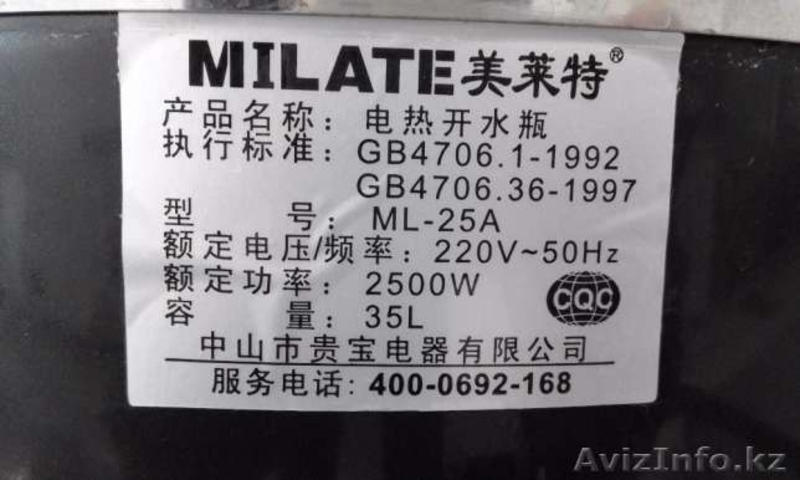 MILATE美莱特®
产品名称：电热开水瓶
执行标准：GB4706.1-1992
GB4706.36-1997
型 号：ML-25A
额定电压/频率：220V~50Hz
额定功率：2500W
容 量：35L
CQC
中山市贵宝电器有限公司
服务电话：400-0692-168
AvizInfo.kz